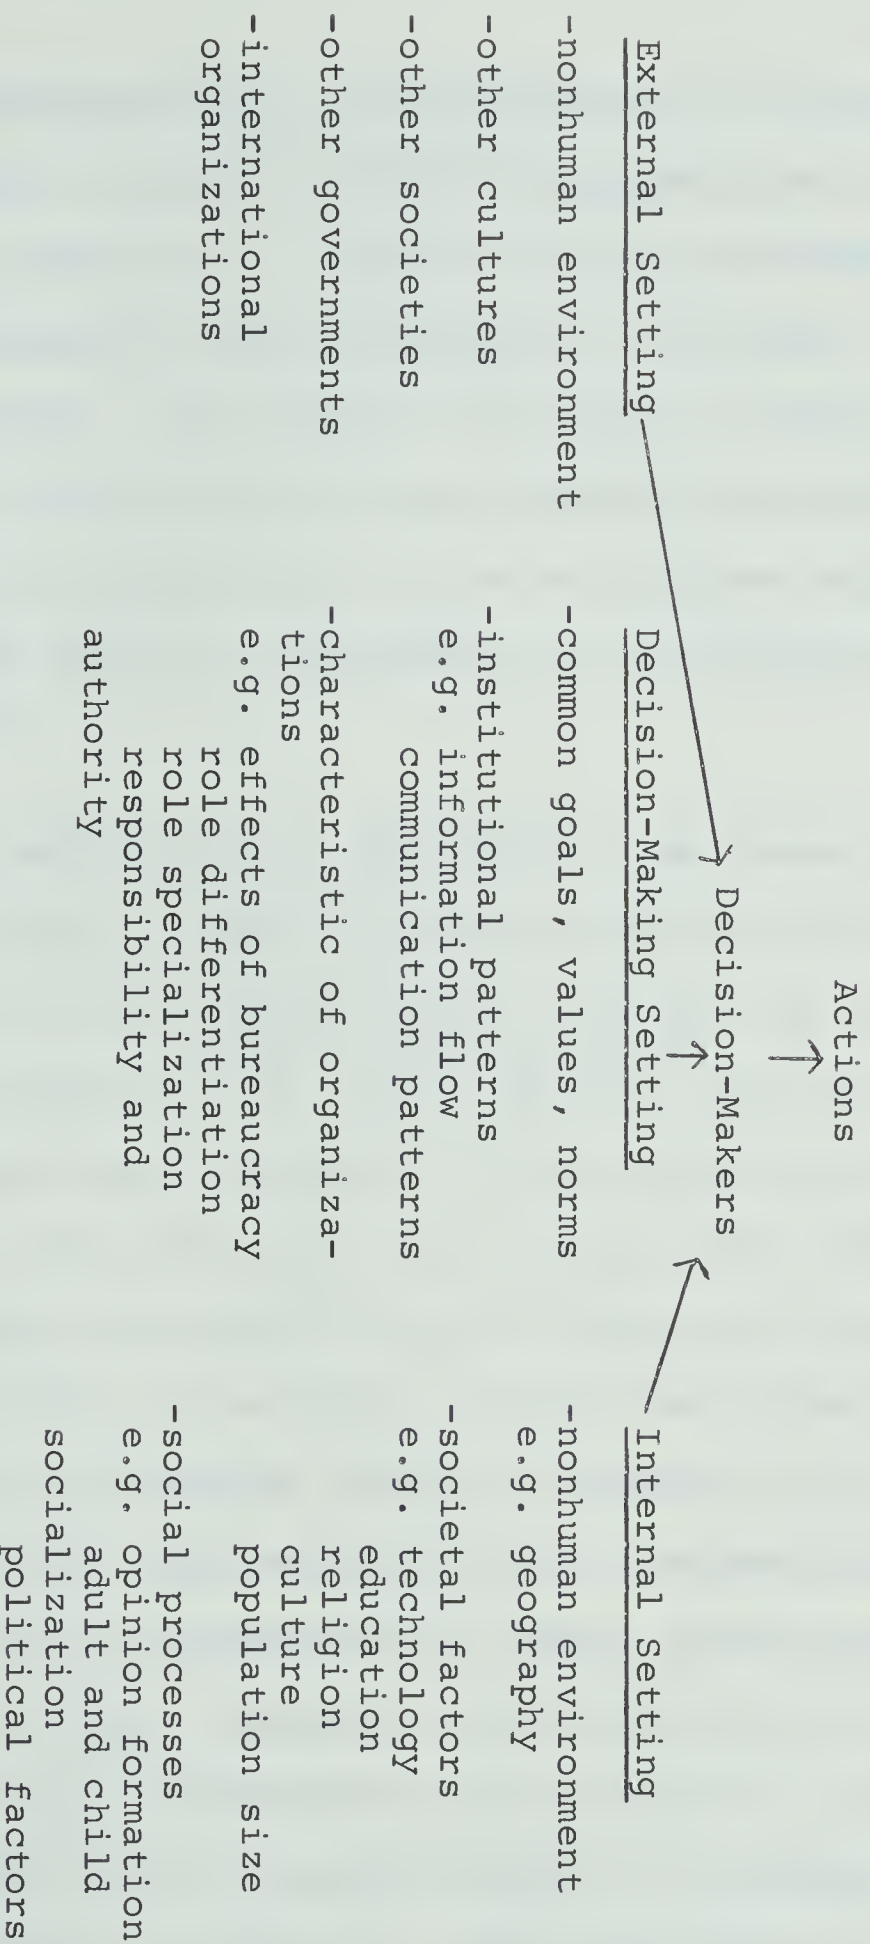 Actions
Decision-Makers
External Setting
-nonhuman environment
-other cultures
-other societies
-other governments
-international
organizations
Decision-Making Setting
-common goals, values, norms
-institutional patterns
e.g. information flow
communication patterns
-characteristic of organiza-
tions
e.g. effects of bureaucracy
role differentiation
role specialization
responsibility and
authority
Internal Setting
-nonhuman environment
e.g. geography
-societal factors
e.g. technology
education
religion
culture
population size
-social processes
e.g. opinion formation
adult and child
socialization
political factors